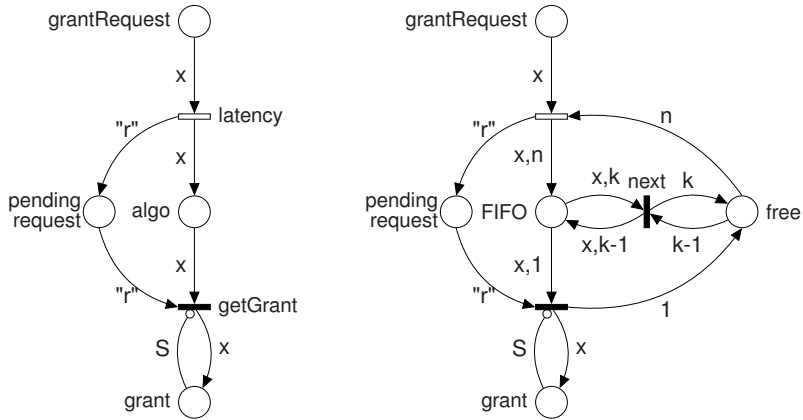 grantRequest
x
"r"
latency
x
pending
request
algo
x
"r"
getGrant
S
x
grant
grantRequest
x
n
"r"
x,n
x,k
next
k
pending
request
FIFO
free
x,k-1
k-1
x,1
"r"
1
S
x
grant